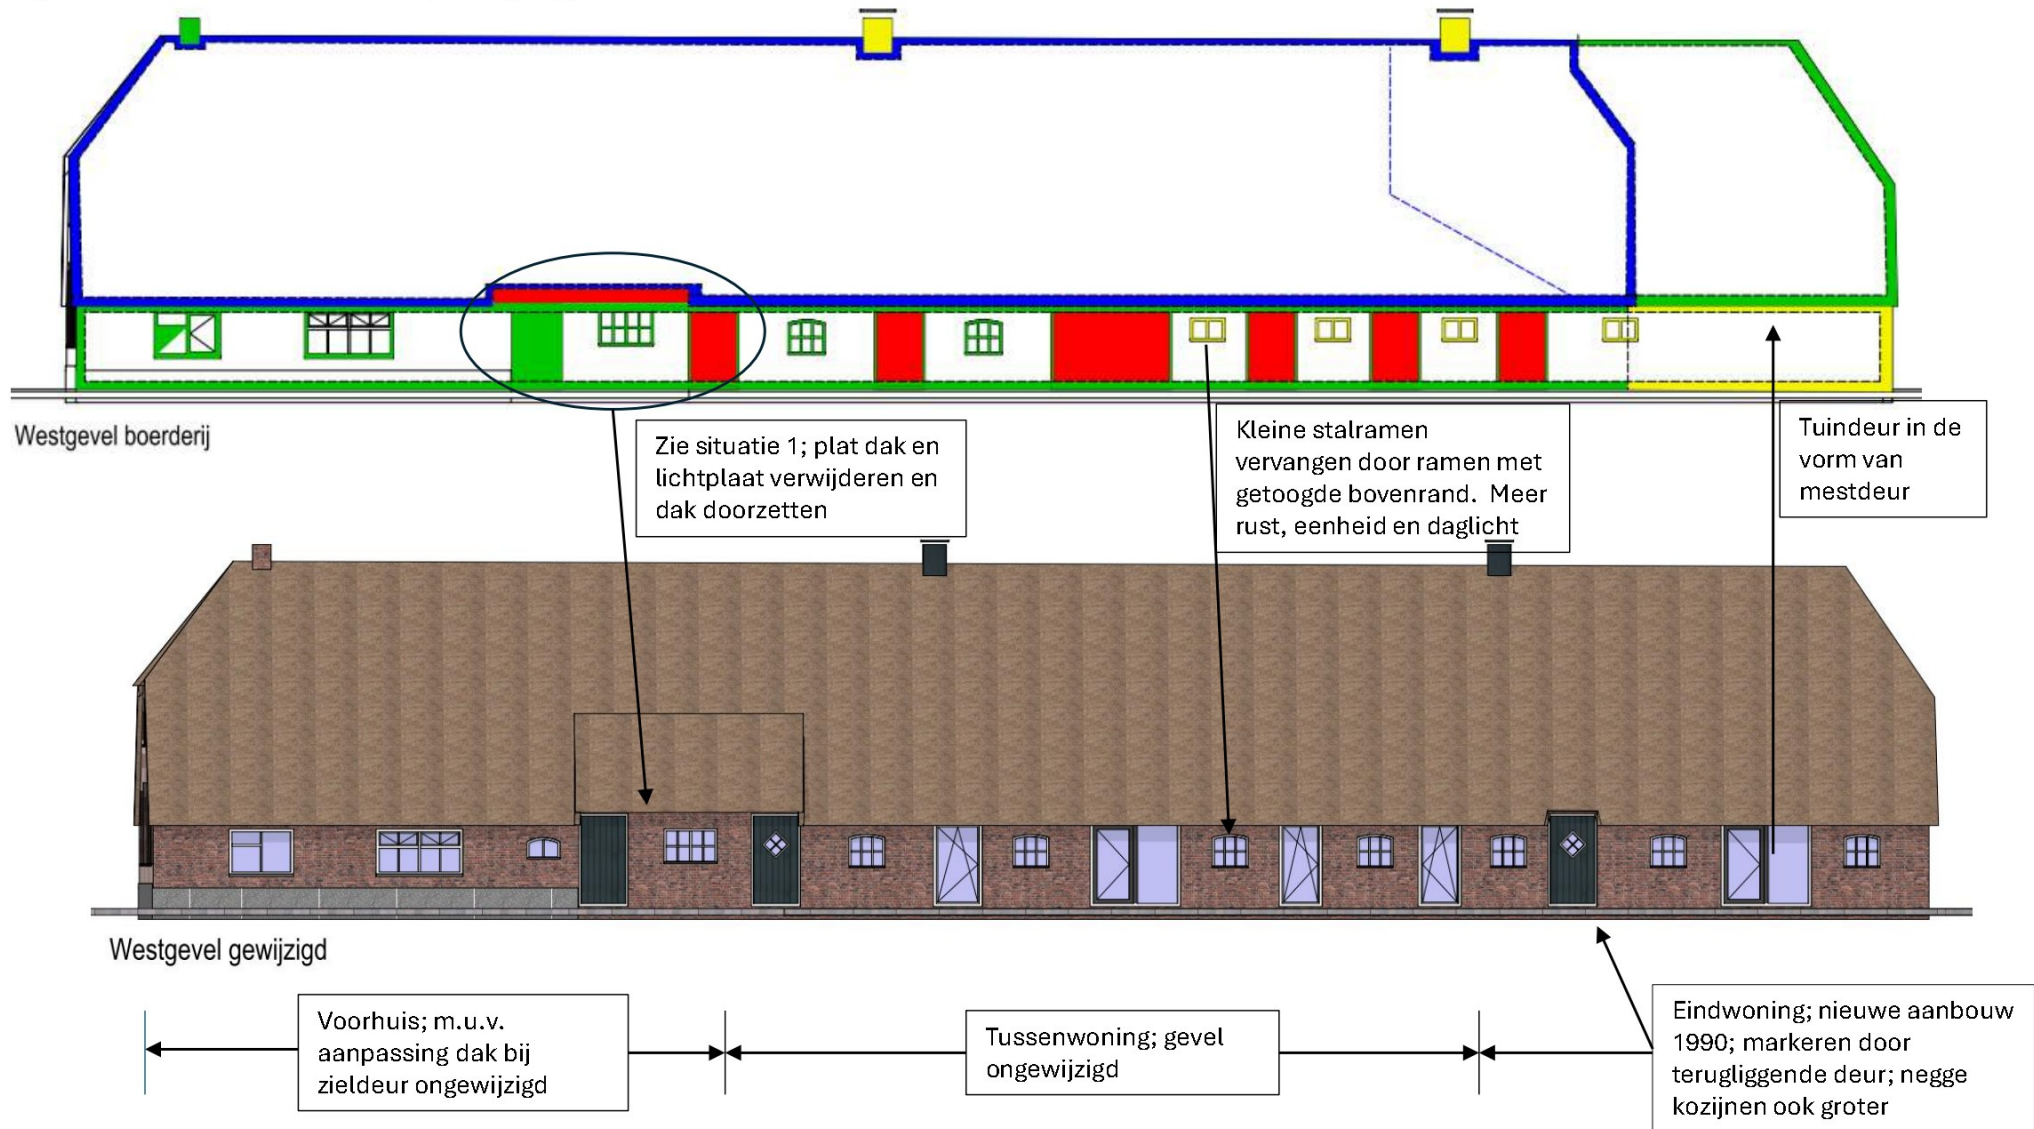 Westgevel boerderij
Zie situatie 1; plat dak en
lichtplaat verwijderen en
dak doorzetten
Kleine stalramen
vervangen door ramen met
getoogde bovenrand.  Meer
rust, eenheid en daglicht
Tuindeur in de
vorm van
mestdeur
Westgevel gewijzigd
Voorhuis; m.u.v.
aanpassing dak bij
zieldeur ongewijzigd
Tussenwoning; gevel
ongewijzigd
Eindwoning; nieuwe aanbouw
1990; markeren door
terugliggende deur; negge
kozijnen ook groter